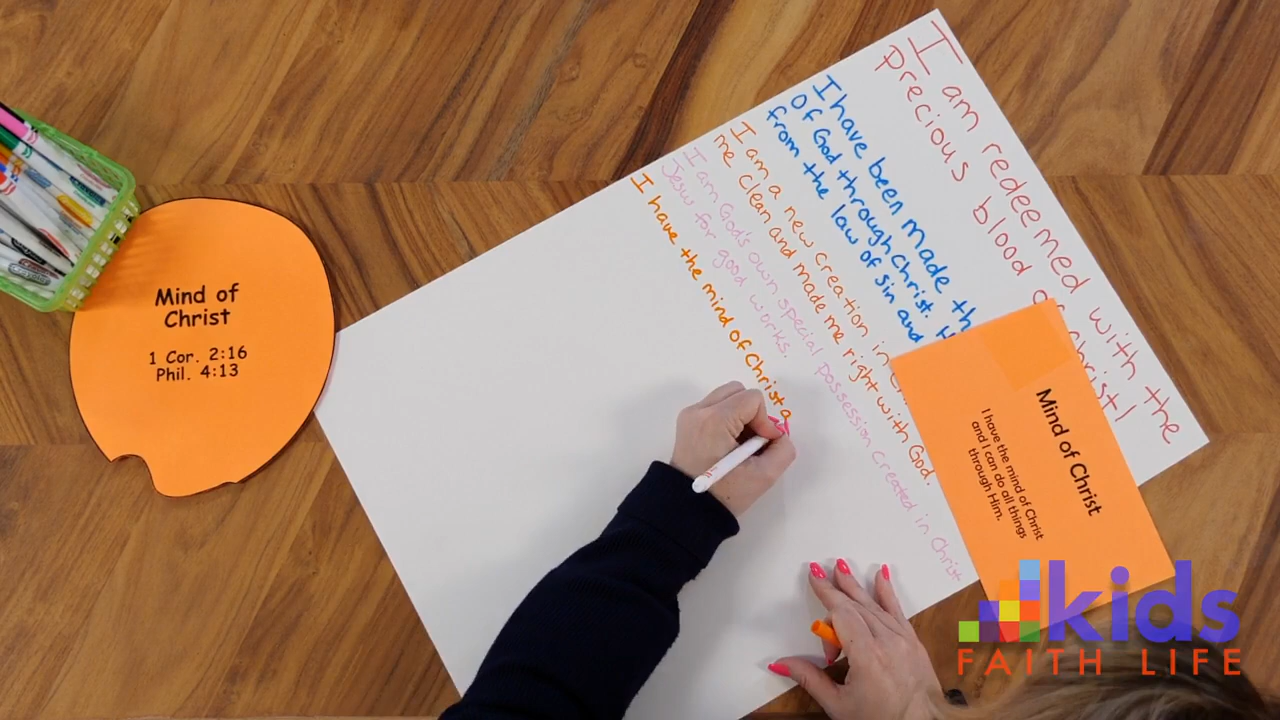 I am redeemed with the
precious blood
Christ!
I have been made th
Of God through Christ.
from the law of sin and
I am a new creation in
me clean and made me right with God.
I am God's own special possession created in Christ
Jesus for good works.
I have the mind of Christ a
Mind of
Christ
1 Cor. 2:16
Phil. 4:13
Mind of Christ
I have the mind of Christ
and I can do all things
through Him.
kids
FAITH LIFE